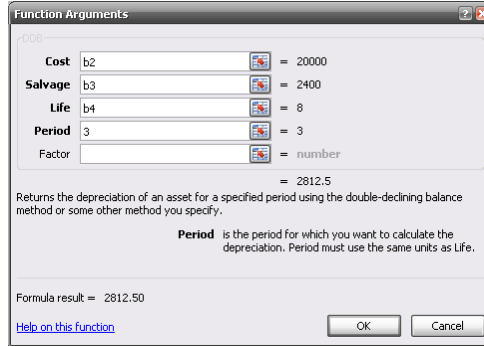 Function Arguments
DDB
Cost b2 = 20000
Salvage b3 = 2400
Life b4 = 8
Period 3 = 3
Factor = number
= 2812.5
Returns the depreciation of an asset for a specified period using the double-declining balance
method or some other method you specify.
Period is the period for which you want to calculate the
depreciation. Period must use the same units as Life.
Formula result = 2812.50
Help on this function OK Cancel